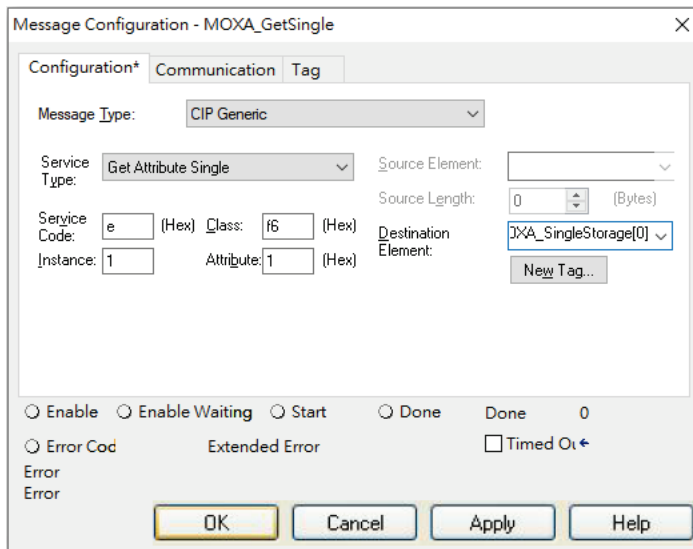 Message Configuration - MOXA_GetSingle
Configuration* Communication Tag
Message Type: CIP Generic
Service Type: Get Attribute Single
Source Element:
Source Length: 0 (Bytes)
Service Code: e (Hex) Class: f6 (Hex)
Destination Element: OXA_SingleStorage[0]
Instance: 1 Attribute: 1 (Hex)
New Tag...
Enable Enable Waiting Start Done Done 0
Error Cod Extended Error Timed Ou
Error
Error
OK Cancel Apply Help